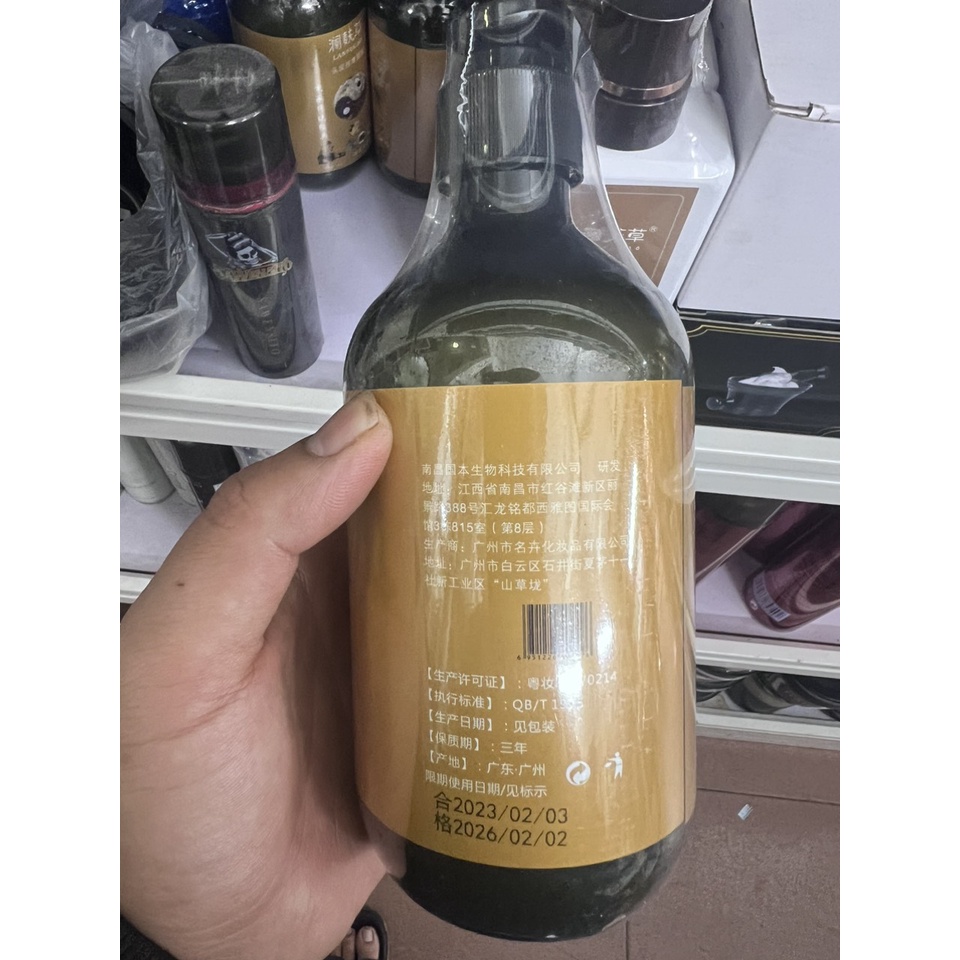 南昌国本生物科技有限公司 研发
地址：江西省南昌市红谷滩新区丽
388号汇龙铭都西雅图国际会
815室（第8层）
生产商：广州市名卉化妆品有限公司
地址：广州市白云区石井街夏茅十一
社新工业区“山草垅”
【生产许可证】：粤妆 0214
【执行标准】：QB/T
【生产日期】：见包装
【保质期】：三年
【产地】：广东·广州
限期使用日期/见标示
合2023/02/03
格2026/02/02
草®